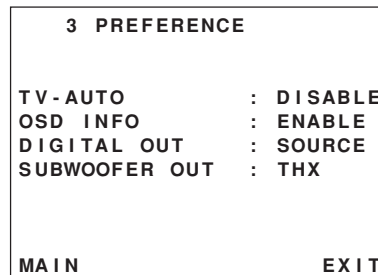 3 PREFERENCE
TV-AUTO : DISABLE
OSD INFO : ENABLE
DIGITAL OUT : SOURCE
SUBWOOFER OUT : THX
MAIN EXIT